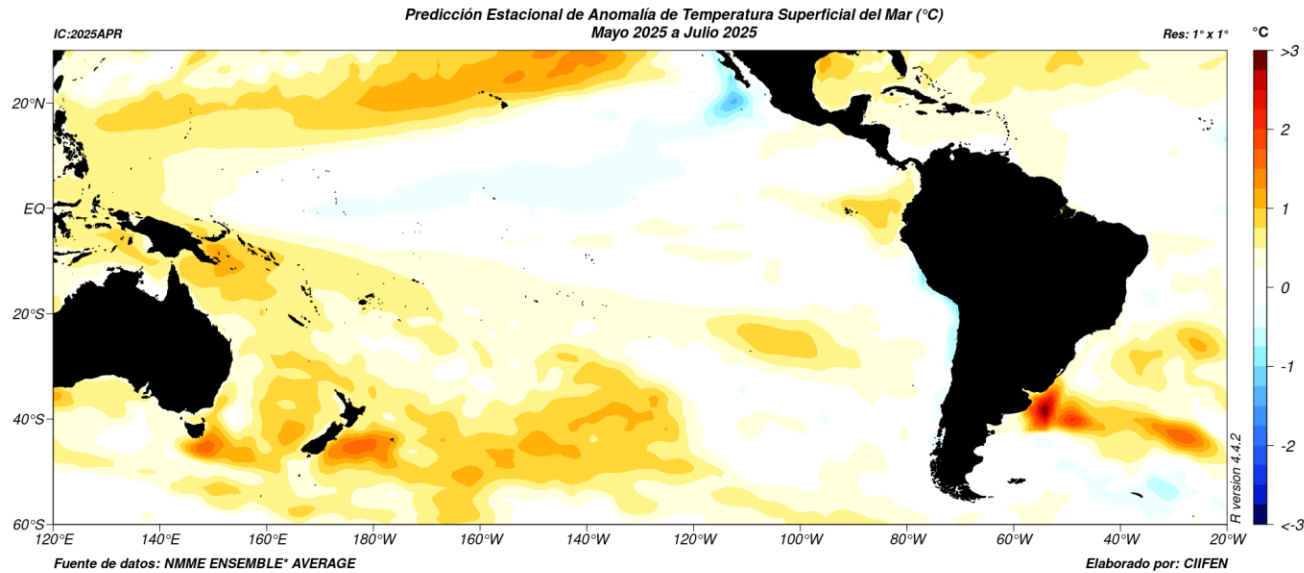 Predicción Estacional de Anomalía de Temperatura Superficial del Mar (°C)
IC:2025APR
Mayo 2025 a Julio 2025
Res: 1° x 1°
°C
>3
2
1
0
-1
-2
<-3
20°N
EQ
20°S
40°S
60°S
120°E
140°E
160°E
180°W
160°W
140°W
120°W
100°W
80°W
60°W
40°W
20°W
R version 4.4.2
Fuente de datos: NMME ENSEMBLE* AVERAGE
Elaborado por: CIIFEN